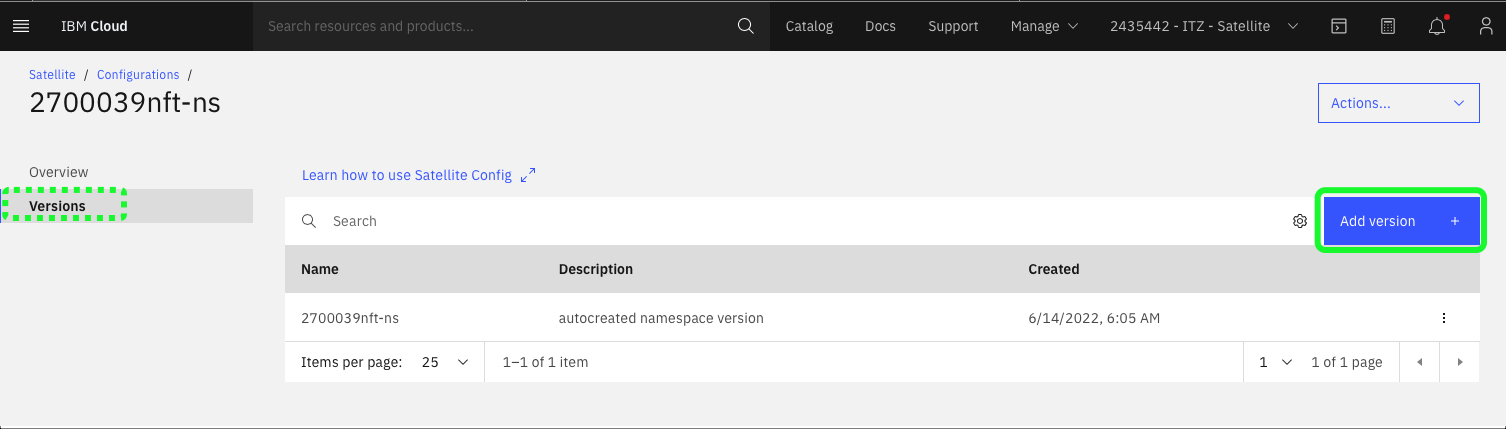 IBM Cloud Search resources and products... Catalog Docs Support Manage 2435442 - ITZ - Satellite
Satellite / Configurations /
2700039nft-ns
Actions...
Overview
Versions
Learn how to use Satellite Config
Search
Add version +
Name Description Created
2700039nft-ns autocreated namespace version 6/14/2022, 6:05 AM
Items per page: 25 1–1 of 1 item 1 1 of 1 page